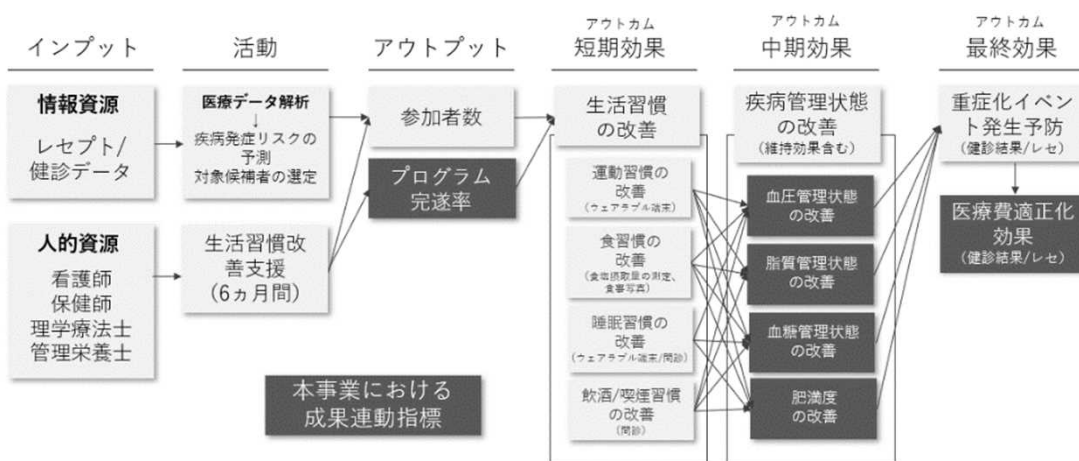 インプット
情報資源
レセプト/
健診データ
人的資源
看護師
保健師
理学療法士
管理栄養士
活動
医療データ解析
↓
疾病発症リスクの
予測
対象候補者の選定
生活習慣改
善支援
(6ヵ月間)
アウトプット
参加者数
プログラム
完遂率
本事業における
成果連動指標
アウトカム
短期効果
生活習慣
の改善
運動習慣の
改善
(ウェアラブル端末)
食習慣の
改善
(食塩摂取量の測定、
食事写真)
睡眠習慣の
改善
(ウェアラブル端末/問診)
飲酒/喫煙習慣
の改善
(問診)
アウトカム
中期効果
疾病管理状態
の改善
(維持効果含む)
血圧管理状態
の改善
脂質管理状態
の改善
血糖管理状態
の改善
肥満度
の改善
アウトカム
最終効果
重症化イベ
ント発生予防
(健診結果/レセ)
医療費適正化
効果
(健診結果/レセ)